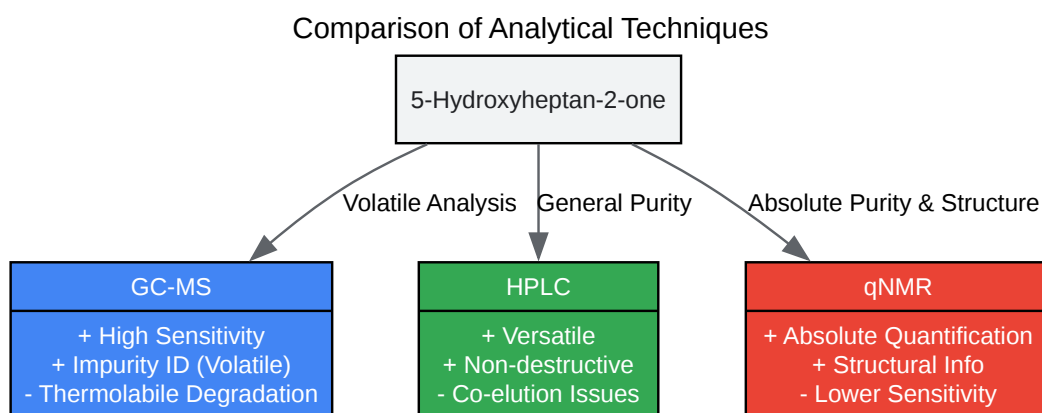 Comparison of Analytical Techniques
5-Hydroxyheptan-2-one
Volatile Analysis
General Purity
Absolute Purity & Structure
GC-MS
+ High Sensitivity
+ Impurity ID (Volatile)
- Thermolabile Degradation
HPLC
+ Versatile
+ Non-destructive
- Co-elution Issues
qNMR
+ Absolute Quantification
+ Structural Info
- Lower Sensitivity